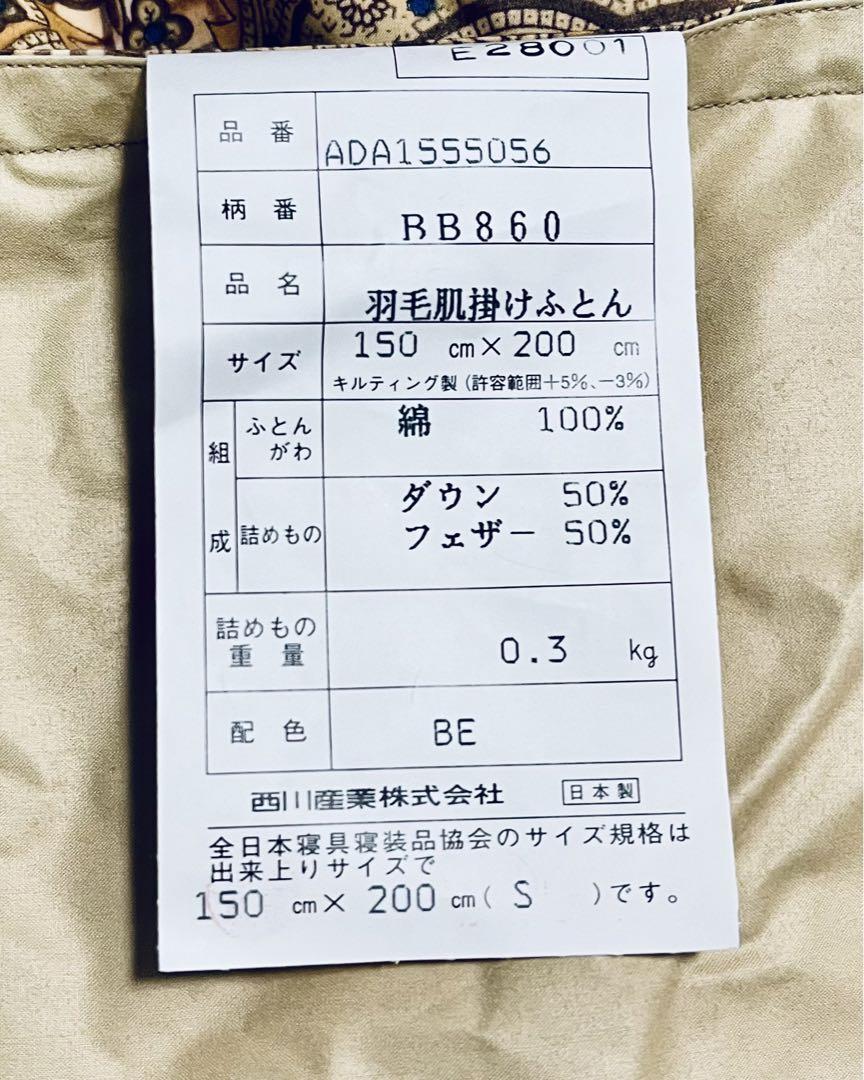 E28001
品番 ADA1555056
柄番 BB860
品名 羽毛肌掛けふとん
サイズ 150 cm×200 cm
キルティング製(許容範囲+5%、-3%)
組成 ふとんがわ 綿 100%
詰めもの ダウン 50%
フェザー 50%
詰めもの重量 0.3 kg
配色 BE
西川産業株式会社 日本製
全日本寝具寝装品協会のサイズ規格は
出来上りサイズで
150 cm× 200 cm( S )です。